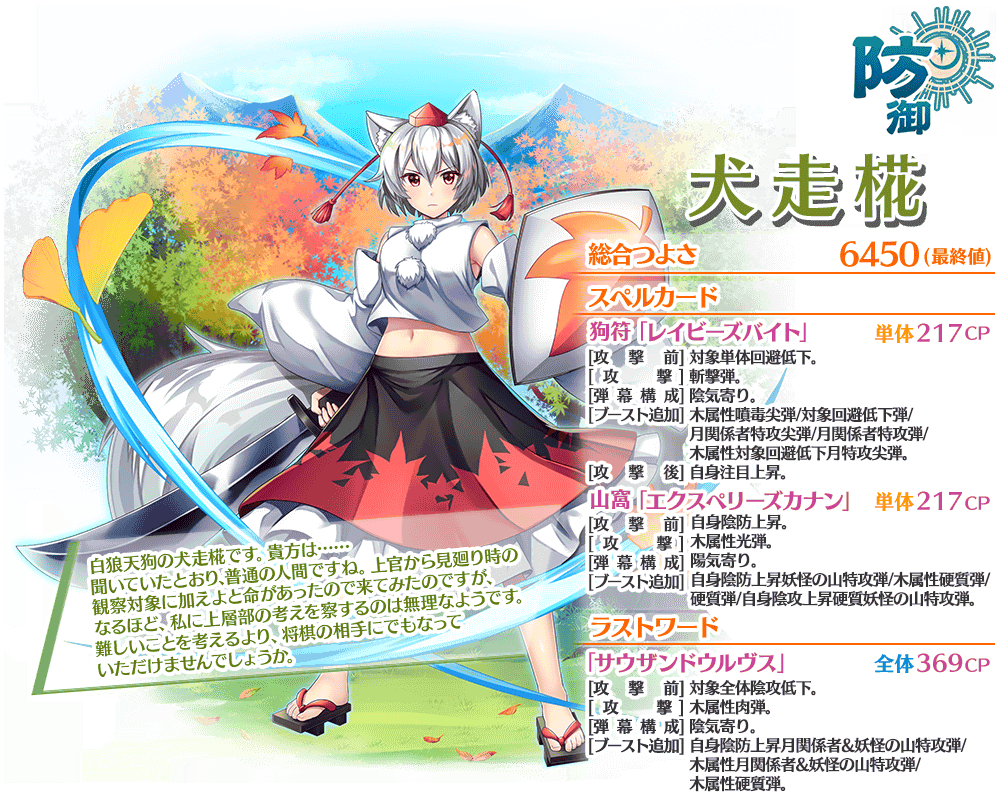 防御
犬走椛
総合つよさ 6450(最終値)
スペルカード
狗符「レイビーズバイト」 単体217CP
[攻撃前]対象単体回避低下。
[攻撃]斬撃弾。
[弾幕構成]陰気寄り。
[ブースト追加]木属性噴毒尖弾/対象回避低下弾/
月関係者特攻尖弾/月関係者特攻弾/
木属性対象回避低下月特攻尖弾。
[攻撃後]自身注目上昇。
山窩「エクスペリーズカナン」 単体217CP
[攻撃前]自身陰防上昇。
[攻撃]木属性光弾。
[弾幕構成]陽気寄り。
[ブースト追加]自身陰防上昇妖怪の山特攻弾/木属性硬質弾/
硬質弾/自身陰攻上昇硬質妖怪の山特攻弾。
ラストワード
「サウザンドウルヴス」 全体369CP
[攻撃前]対象全体陰攻低下。
[攻撃]木属性肉弾。
[弾幕構成]陰気寄り。
[ブースト追加]自身陰防上昇月関係者&妖怪の山特攻弾/
木属性月関係者&妖怪の山特攻弾/
木属性硬質弾。
白狼天狗の犬走椛です。貴方は……
聞いていたとおり、普通の人間ですね。上官から見廻り時の
観察対象に加えよと命があったので来てみたのですが、
なるほど、私に上層部の考えを察するのは無理なようです。
難しいことを考えるより、将棋の相手にでもなって
いただけませんでしょうか。